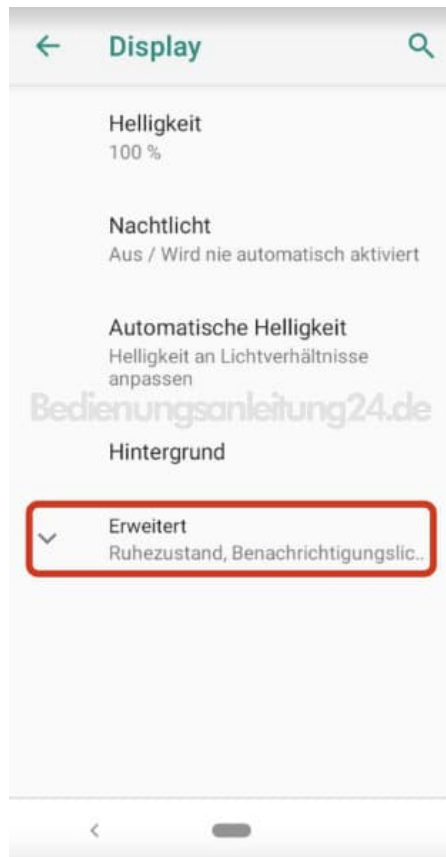 Display
Helligkeit
100 %
Nachtlicht
Aus / Wird nie automatisch aktiviert
Automatische Helligkeit
Helligkeit an Lichtverhältnisse
anpassen
Bedienungsanleitung24.de
Hintergrund
Erweitert
Ruhezustand, Benachrichtigungslic..